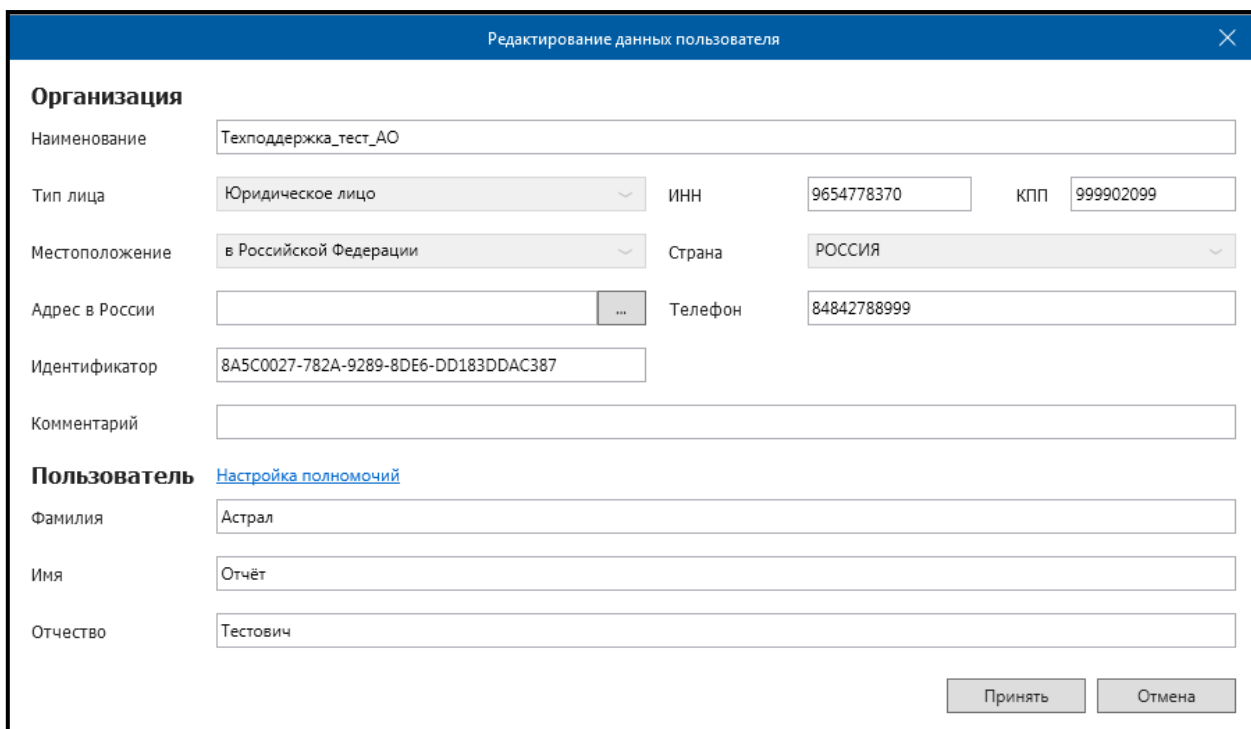 Редактирование данных пользователя
Организация
Наименование Техподдержка_тест_АО
Тип лица Юридическое лицо ИНН 9654778370 КПП 999902099
Местоположение в Российской Федерации Страна РОССИЯ
Адрес в России ... Телефон 84842788999
Идентификатор 8A5C0027-782A-9289-8DE6-DD183DDAC387
Комментарий
Пользователь Настройка полномочий
Фамилия Астрал
Имя Отчёт
Отчество Тестович
Принять Отмена